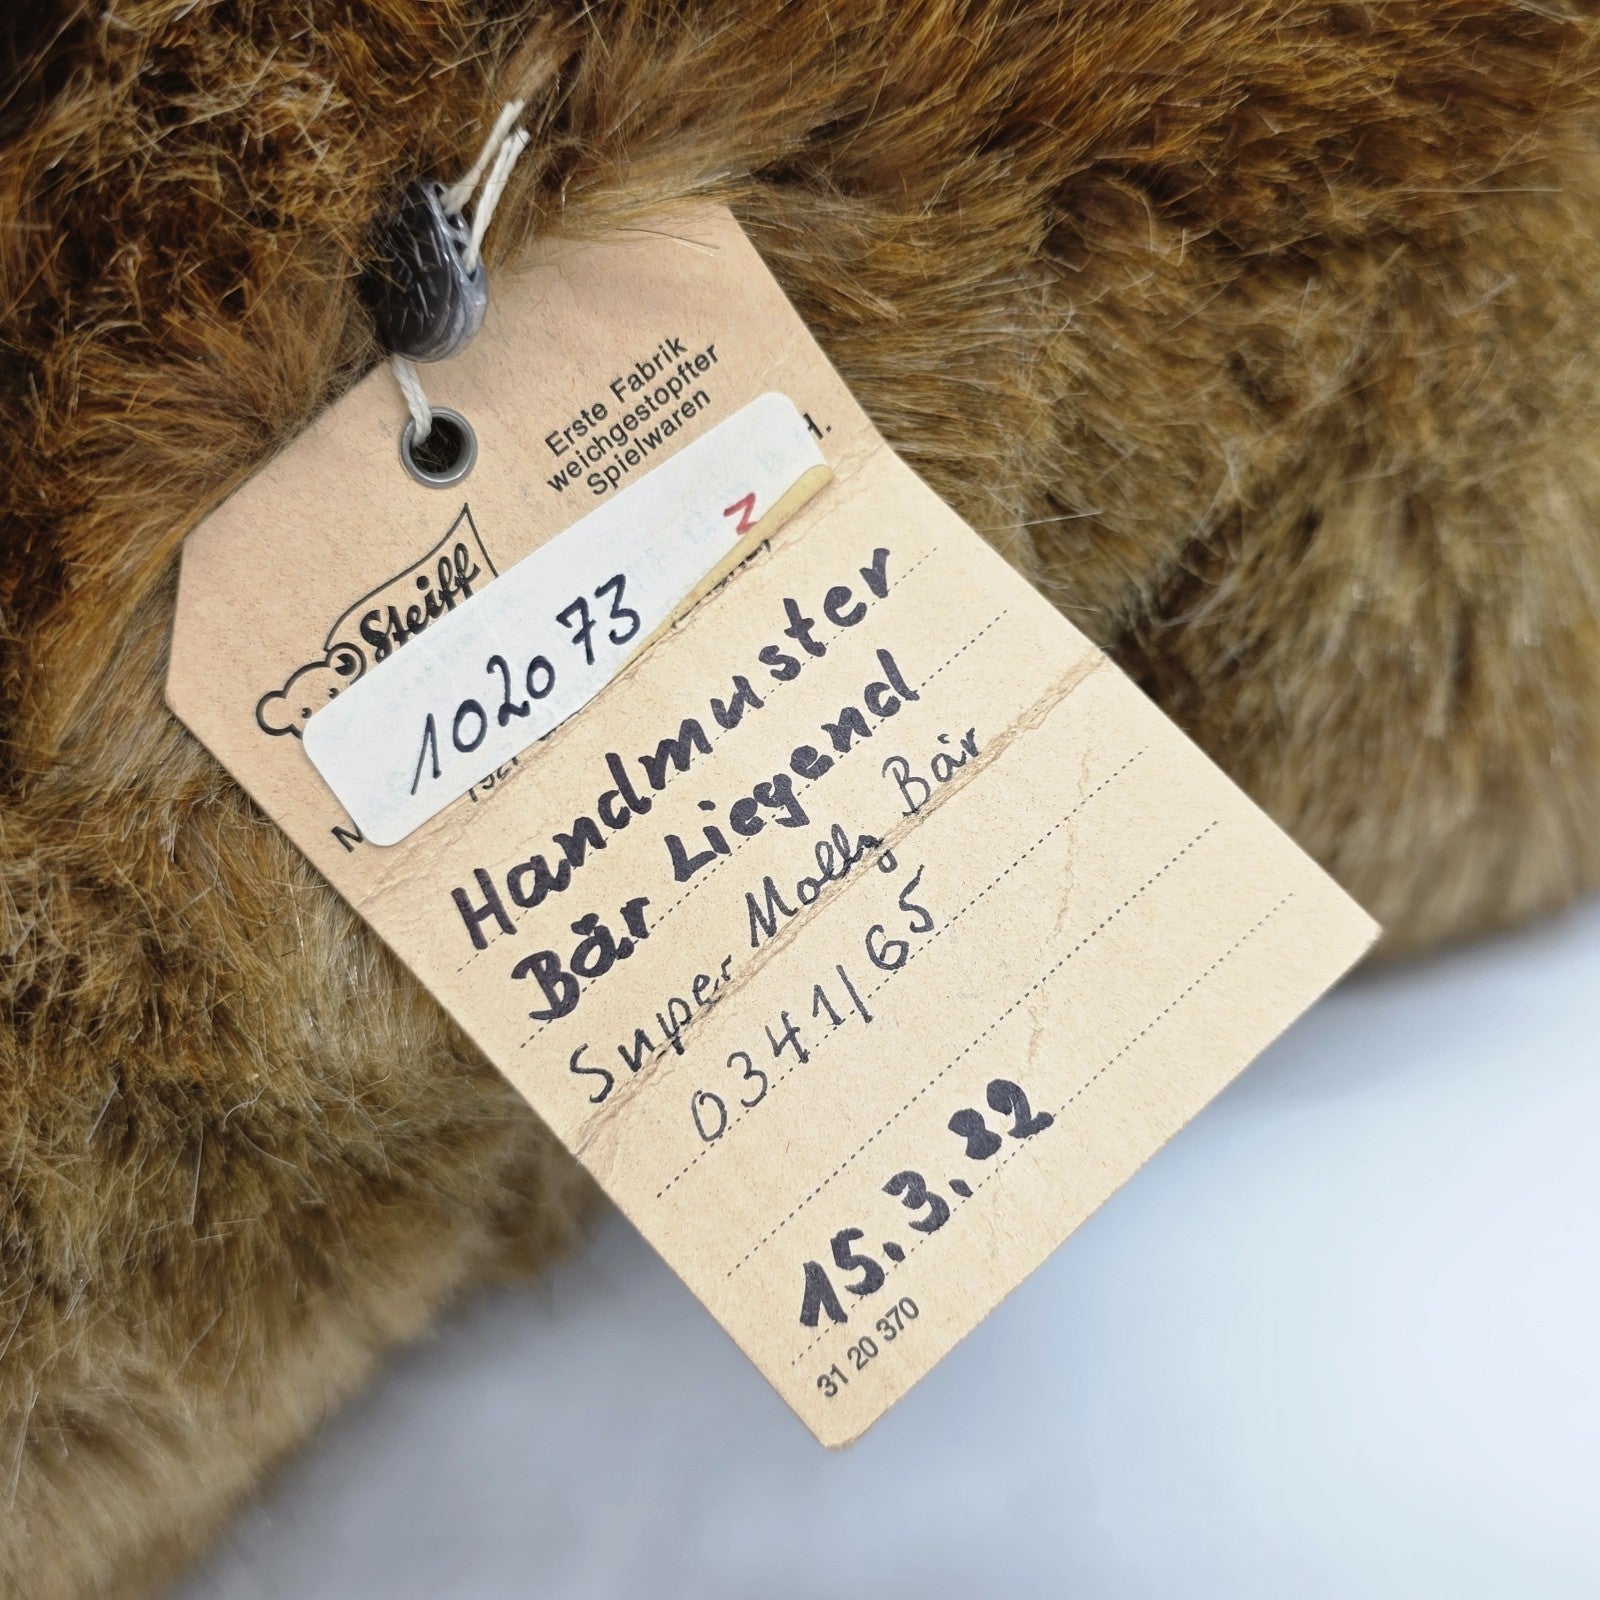 Erste Fabrik
weichgestopfter
Spielwaren
Steiff
102073
Handmuster
Bär Liegend
Super Molly Bär
0341/65
15.3.82
31 20 370